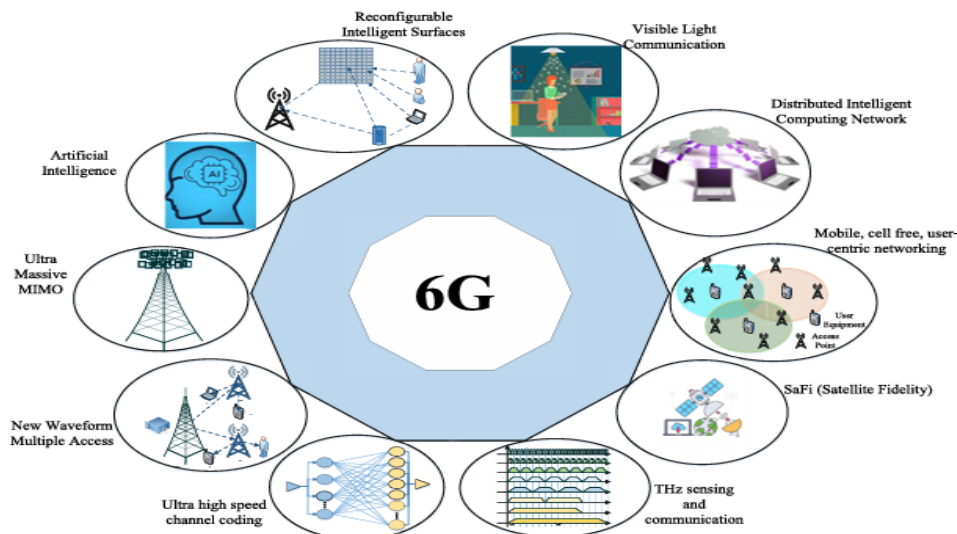 Reconfigurable
Intelligent Surfaces
Visible Light
Communication
Distributed Intelligent
Computing Network
Artificial
Intelligence
AI
Mobile, cell free, user-
centric networking
User
Equipment
Access
Point
Ultra
Massive
MIMO
6G
SaFi (Satellite Fidelity)
New Waveform
Multiple Access
Ultra high speed
channel coding
THz sensing
and
communication